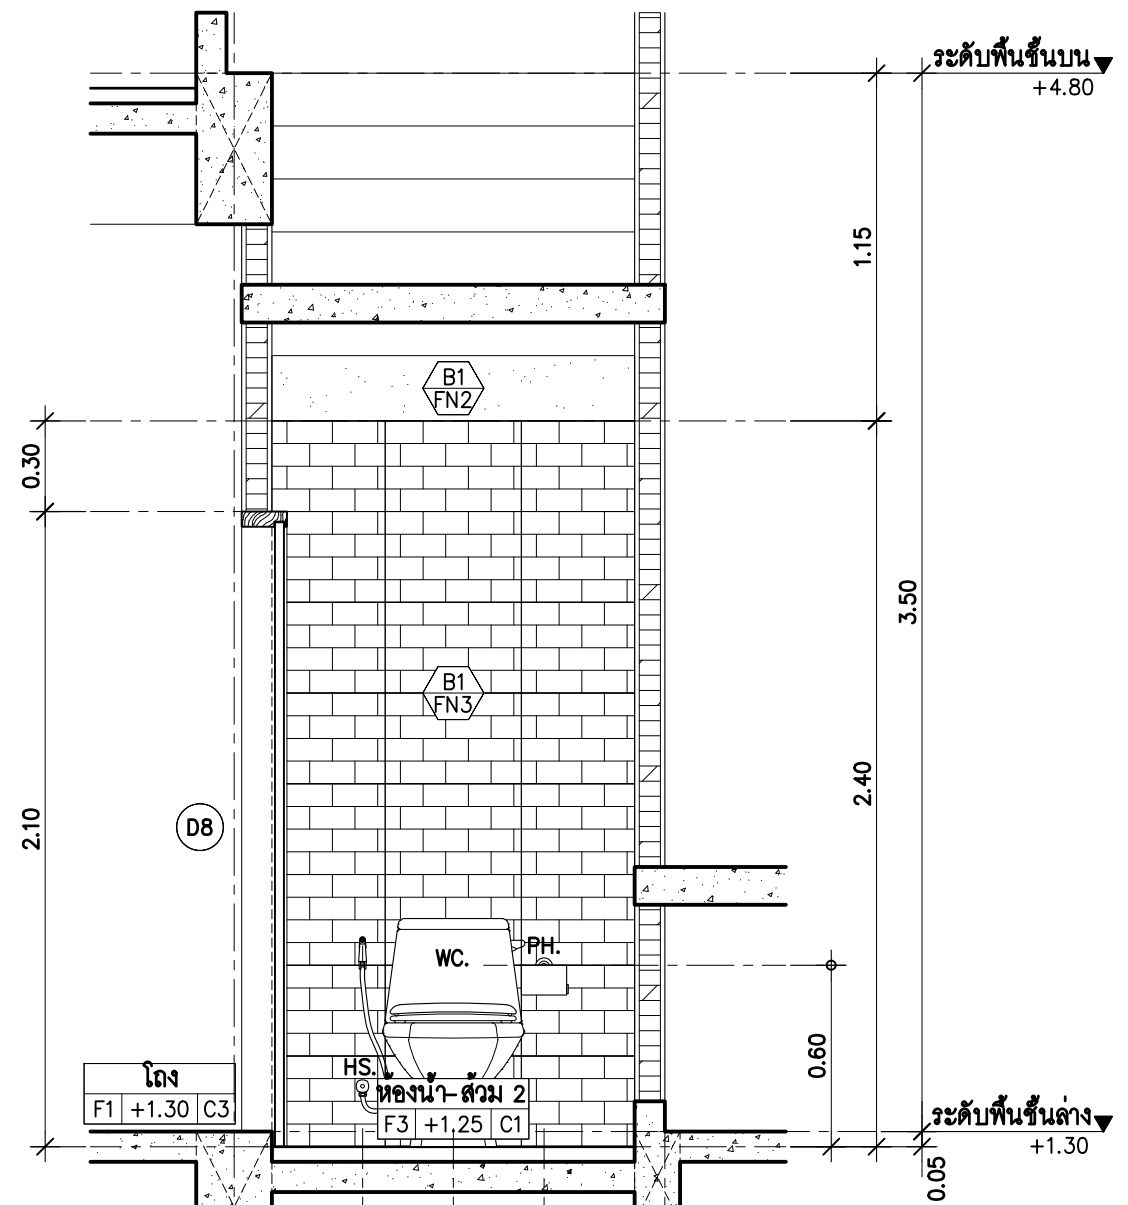 ระดับพื้นชั้นบน
+4.80
1.15
B1
FN2
0.30
3.50
B1
FN3
2.40
2.10
D8
WC.
PH.
0.60
HS.
โถง
F1 +1.30 C3
ห้องน้ำ-ส้วม 2
F3 +1.25 C1
ระดับพื้นชั้นล่าง
+1.30
0.05